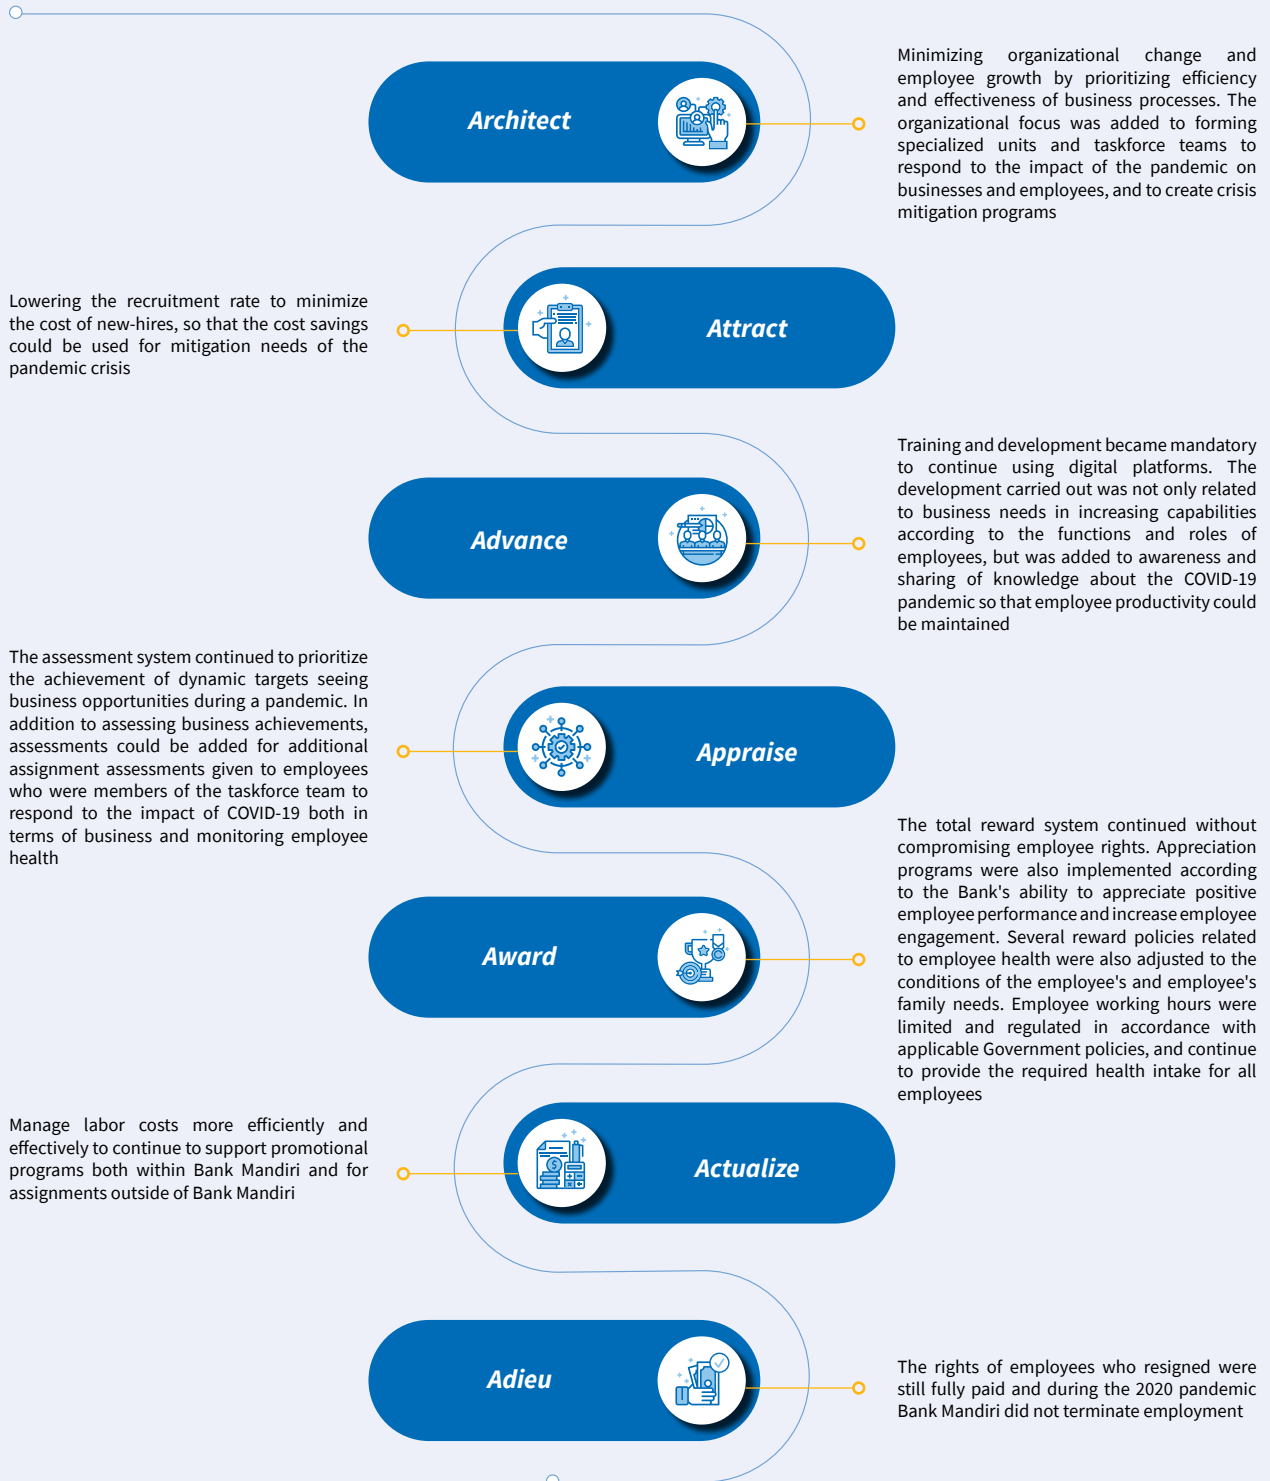 Architect
Minimizing organizational change and
employee growth by prioritizing efficiency
and effectiveness of business processes. The
organizational focus was added to forming
specialized units and taskforce teams to
respond to the impact of the pandemic on
businesses and employees, and to create crisis
mitigation programs
Attract
Lowering the recruitment rate to minimize
the cost of new-hires, so that the cost savings
could be used for mitigation needs of the
pandemic crisis
Advance
Training and development became mandatory
to continue using digital platforms. The
development carried out was not only related
to business needs in increasing capabilities
according to the functions and roles of
employees, but was added to awareness and
sharing of knowledge about the COVID-19
pandemic so that employee productivity could
be maintained
Appraise
The assessment system continued to prioritize
the achievement of dynamic targets seeing
business opportunities during a pandemic. In
addition to assessing business achievements,
assessments could be added for additional
assignment assessments given to employees
who were members of the taskforce team to
respond to the impact of COVID-19 both in
terms of business and monitoring employee
health
Award
The total reward system continued without
compromising employee rights. Appreciation
programs were also implemented according
to the Bank's ability to appreciate positive
employee performance and increase employee
engagement. Several reward policies related
to employee health were also adjusted to the
conditions of the employee's and employee's
family needs. Employee working hours were
limited and regulated in accordance with
applicable Government policies, and continue
to provide the required health intake for all
employees
Actualize
Manage labor costs more efficiently and
effectively to continue to support promotional
programs both within Bank Mandiri and for
assignments outside of Bank Mandiri
Adieu
The rights of employees who resigned were
still fully paid and during the 2020 pandemic
Bank Mandiri did not terminate employment